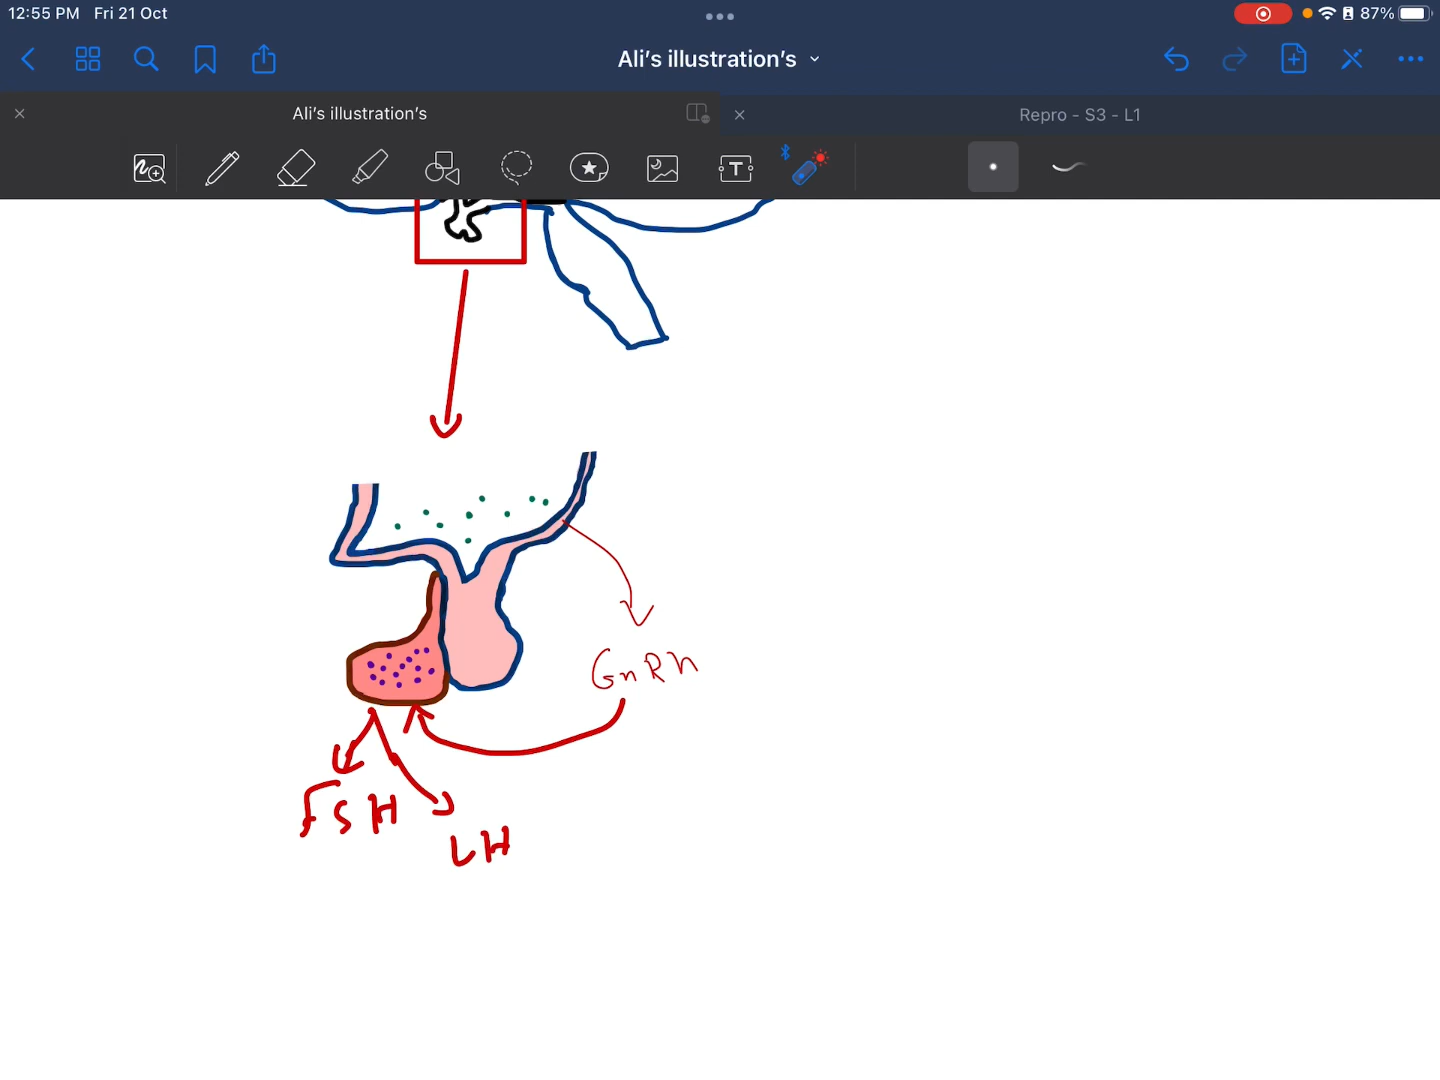 12:55 PM Fri 21 Oct
87%
Ali's illustration's
Ali's illustration's
Repro - S3 - L1
T
GnRh
FSH
LH